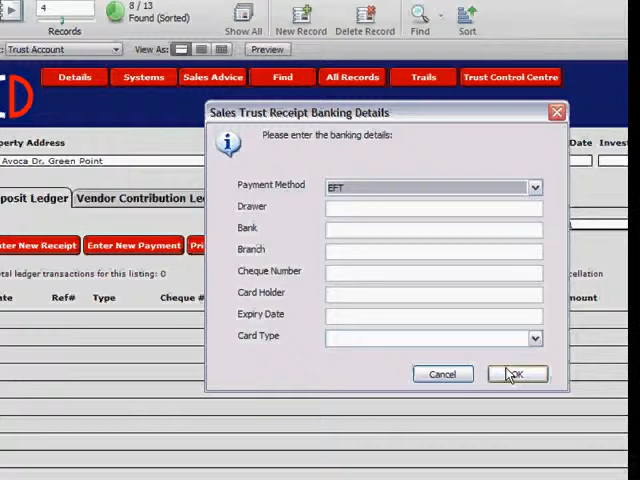 4
8 / 13
Found (Sorted)
Records
Show All
New Record
Delete Record
Find
Sort
Trust Account
View As:
Preview
Details
Systems
Sales Advice
Find
All Records
Trails
Trust Control Centre
D
Sales Trust Receipt Banking Details
Please enter the banking details:
perty Address
Date
Invest
Avoca Dr, Green Point
Payment Method
EFT
Drawer
Bank
Branch
Cheque Number
Card Holder
Expiry Date
Card Type
Cancel
OK
posit Ledger
Vendor Contribution Le
nter New Receipt
Enter New Payment
Pri
tal ledger transactions for this listing: 0
cellation
ate
Ref#
Type
Cheque #
mount